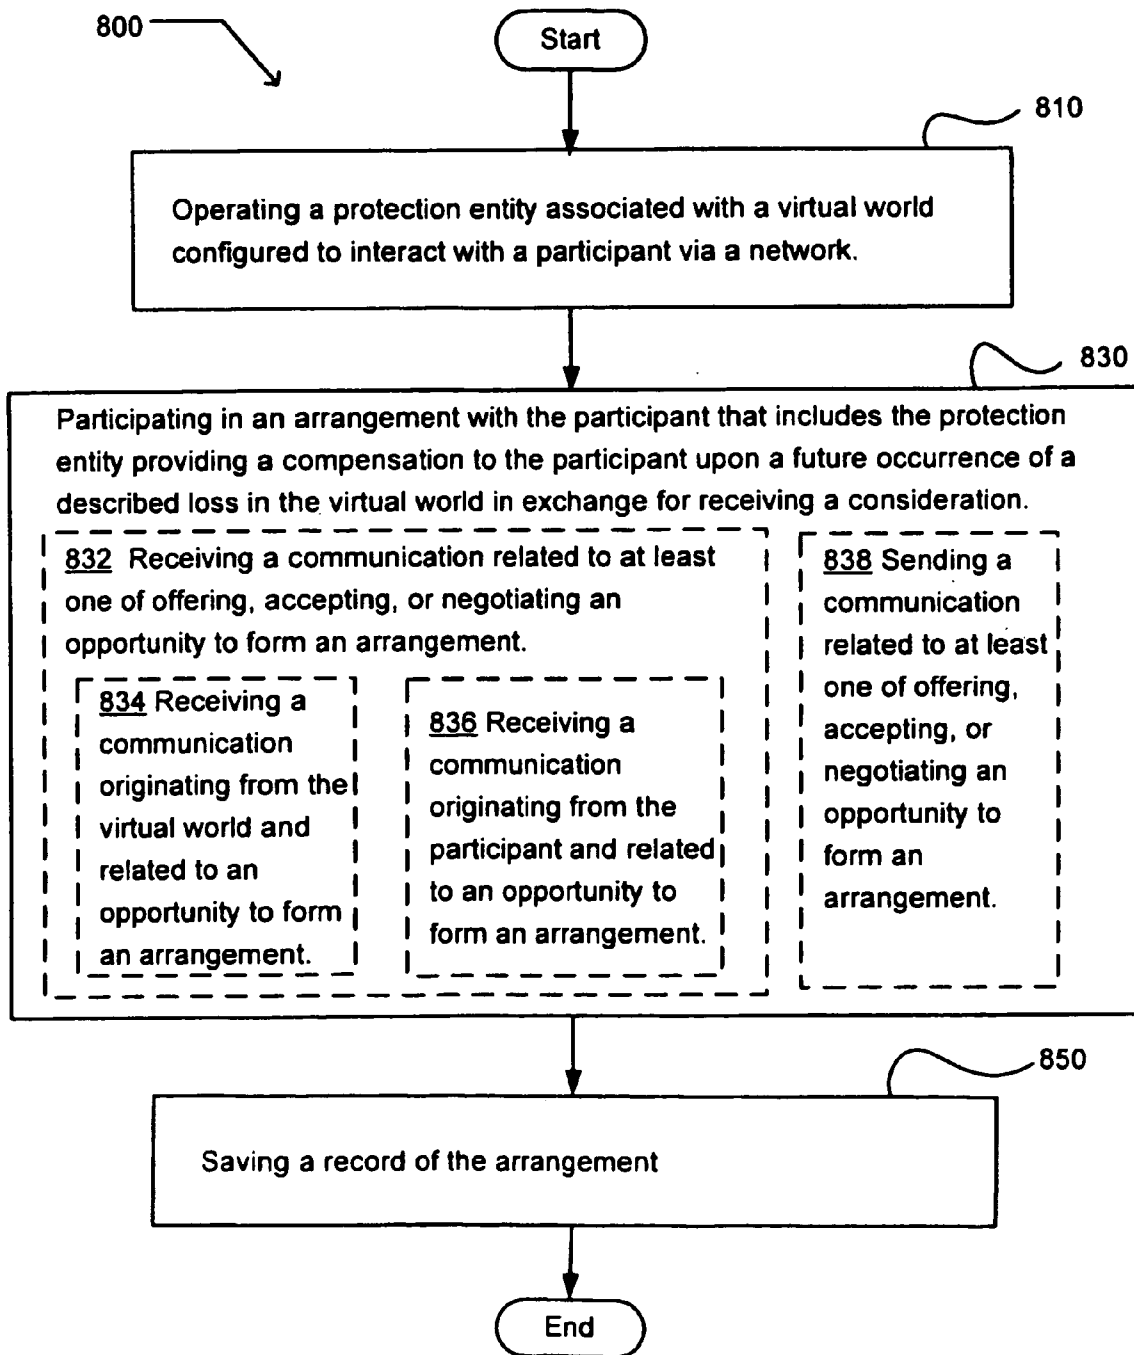 800
Start
810
Operating a protection entity associated with a virtual world
configured to interact with a participant via a network.
830
Participating in an arrangement with the participant that includes the protection
entity providing a compensation to the participant upon a future occurrence of a
described loss in the virtual world in exchange for receiving a consideration.
832 Receiving a communication related to at least
one of offering, accepting, or negotiating an
opportunity to form an arrangement.
834 Receiving a
communication
originating from the
virtual world and
related to an
opportunity to form
an arrangement.
836 Receiving a
communication
originating from the
participant and related
to an opportunity to
form an arrangement.
838 Sending a
communication
related to at least
one of offering,
accepting, or
negotiating an
opportunity to
form an
arrangement.
850
Saving a record of the arrangement
End